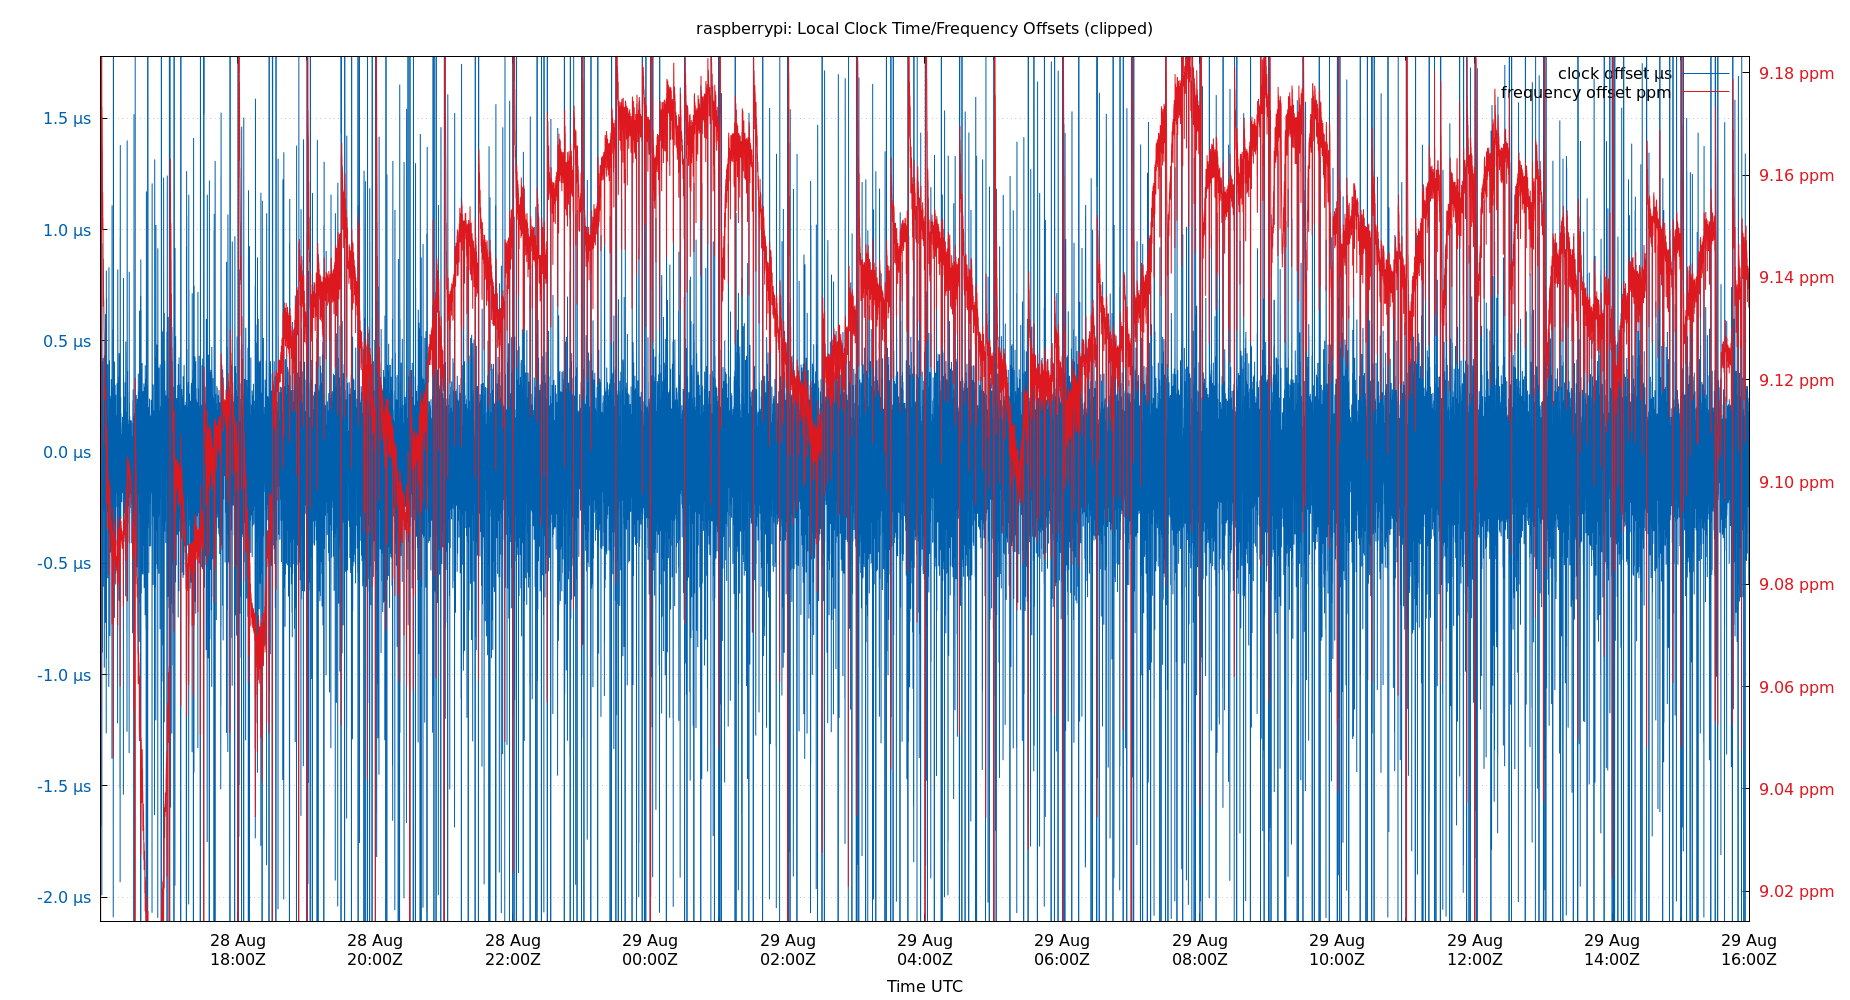 raspberrypi: Local Clock Time/Frequency Offsets (clipped)
clock offset µs
frequency offset ppm
1.5 µs
1.0 µs
0.5 µs
0.0 µs
-0.5 µs
-1.0 µs
-1.5 µs
-2.0 µs
9.18 ppm
9.16 ppm
9.14 ppm
9.12 ppm
9.10 ppm
9.08 ppm
9.06 ppm
9.04 ppm
9.02 ppm
28 Aug 28 Aug 28 Aug 29 Aug 29 Aug 29 Aug 29 Aug 29 Aug 29 Aug 29 Aug 29 Aug 29 Aug
18:00Z 20:00Z 22:00Z 00:00Z 02:00Z 04:00Z 06:00Z 08:00Z 10:00Z 12:00Z 14:00Z 16:00Z
Time UTC